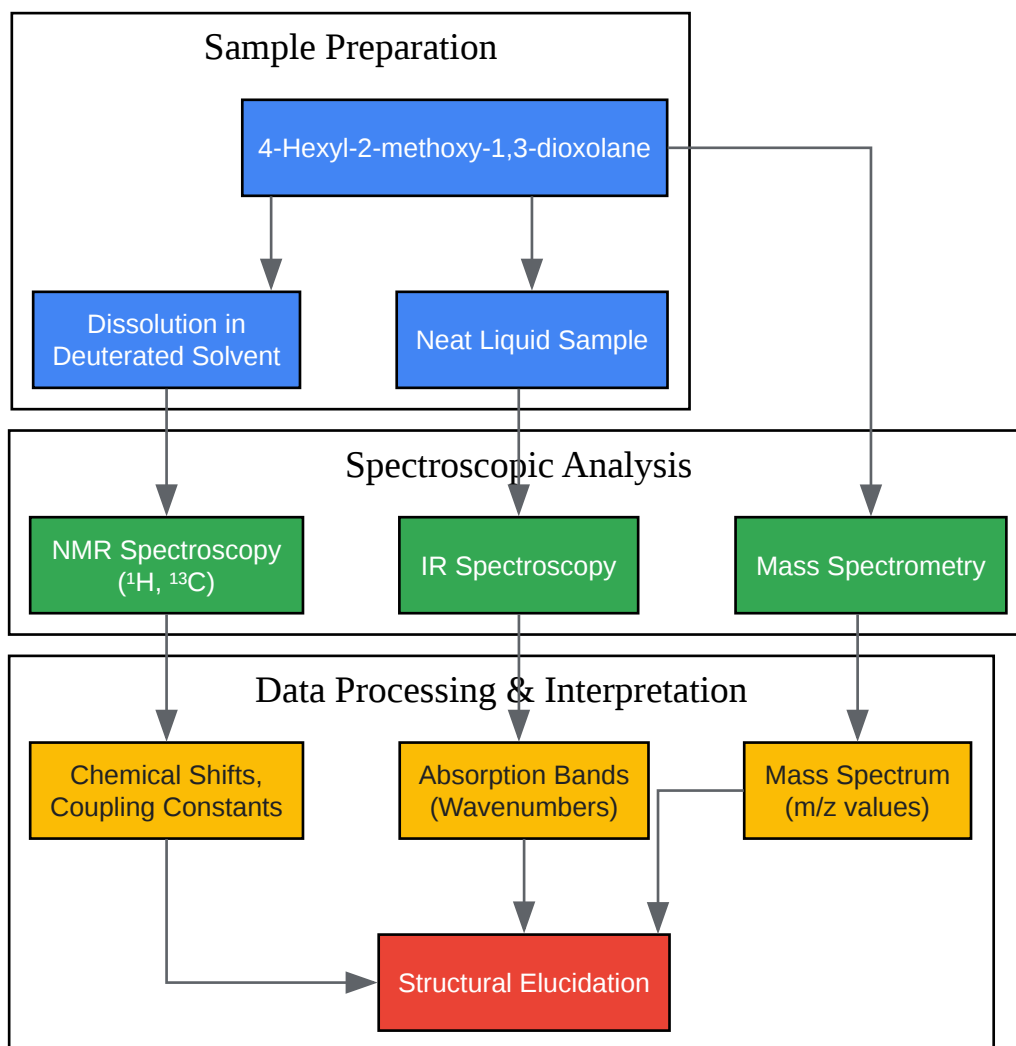 Sample Preparation
4-Hexyl-2-methoxy-1,3-dioxolane
Dissolution in
Deuterated Solvent
Neat Liquid Sample
Spectroscopic Analysis
NMR Spectroscopy
(¹H, ¹³C)
IR Spectroscopy
Mass Spectrometry
Data Processing & Interpretation
Chemical Shifts,
Coupling Constants
Absorption Bands
(Wavenumbers)
Mass Spectrum
(m/z values)
Structural Elucidation